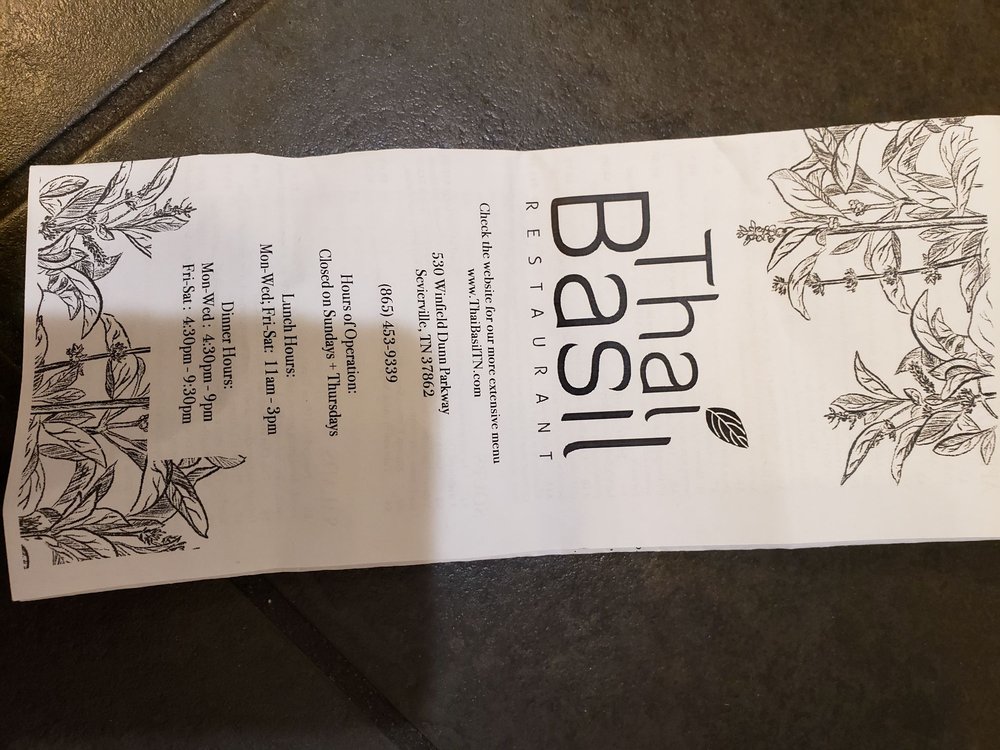 Thai
Basil
RESTAURANT
Check the website for our more extensive menu
www.ThaiBasilTN.com
530 Winfield Dunn Parkway
Sevierville, TN 37862
(865) 453-9339
Hours of Operation:
Closed on Sundays + Thursdays
Lunch Hours:
Mon-Wed; Fri-Sat: 11am - 3pm
Dinner Hours:
Mon-Wed : 4:30pm - 9pm
Fri-Sat : 4:30pm - 9:30pm